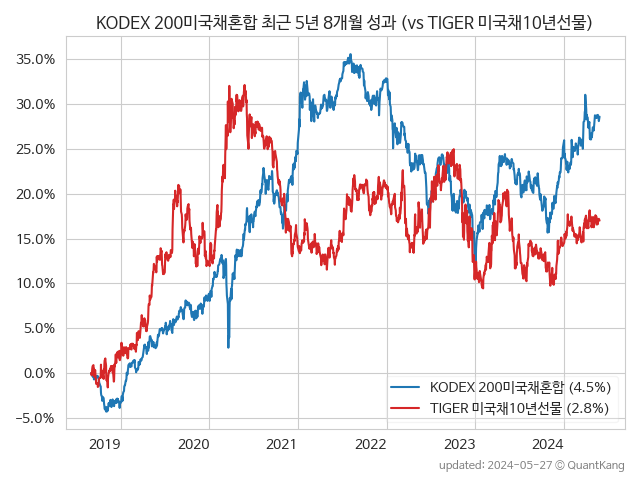 KODEX 200미국채혼합 최근 5년 8개월 성과 (vs TIGER 미국채10년선물)
35.0%
30.0%
25.0%
20.0%
15.0%
10.0%
5.0%
0.0%
−5.0%
KODEX 200미국채혼합 (4.5%)
TIGER 미국채10년선물 (2.8%)
2019 2020 2021 2022 2023 2024
updated: 2024-05-27 © QuantKang